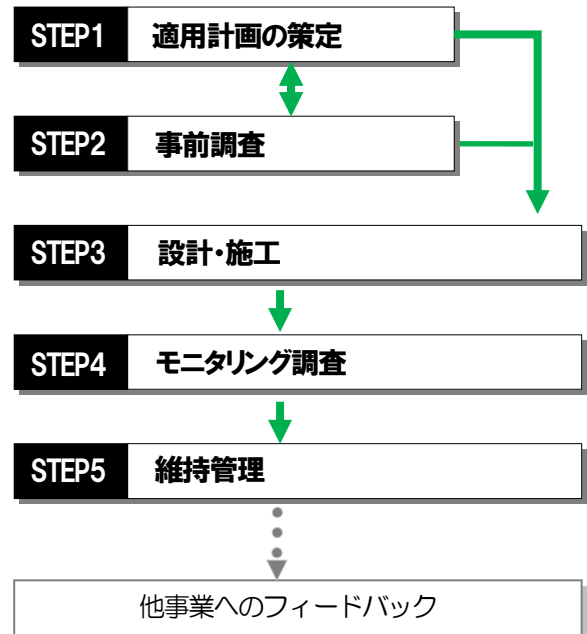 STEP1 適用計画の策定
STEP2 事前調査
STEP3 設計・施工
STEP4 モニタリング調査
STEP5 維持管理
他事業へのフィードバック